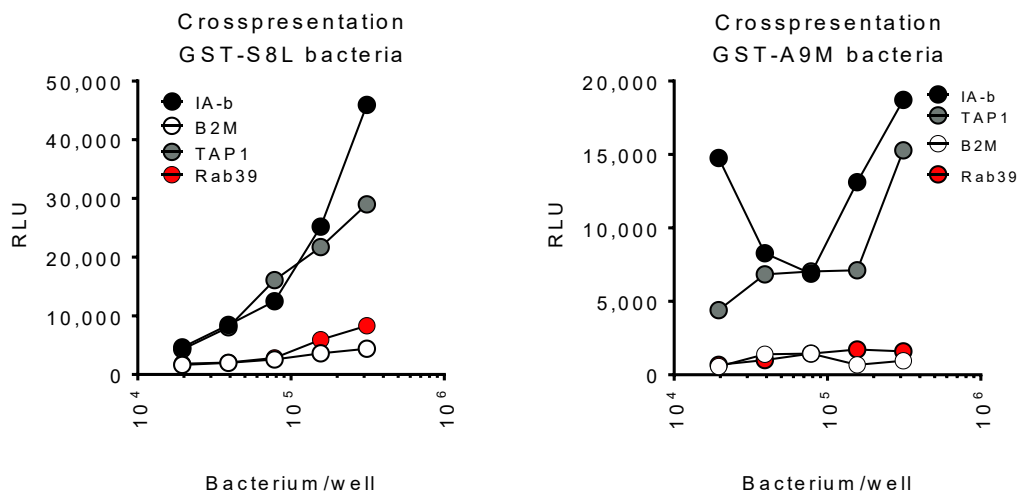 Crosspresentation
GST-S8L bacteria
50,000
40,000
30,000
20,000
10,000
0
RLU
IA-b
B2M
TAP1
Rab39
10^4
10^5
10^6
Bacterium/well
Crosspresentation
GST-A9M bacteria
20,000
15,000
10,000
5,000
0
RLU
IA-b
TAP1
B2M
Rab39
10^4
10^5
10^6
Bacterium/well